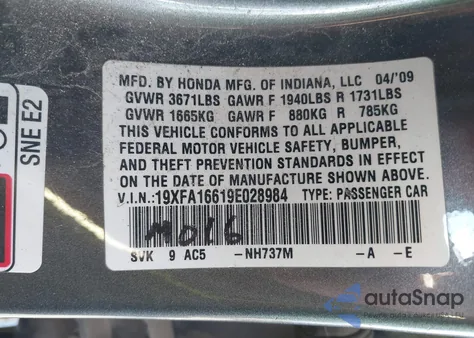 MFD. BY HONDA MFG. OF INDIANA, LLC 04/'09
GVWR 3671LBS GAWR F 1940LBS R 1731LBS
GVWR 1665KG GAWR F 880KG R 785KG
THIS VEHICLE CONFORMS TO ALL APPLICABLE
FEDERAL MOTOR VEHICLE SAFETY, BUMPER,
AND THEFT PREVENTION STANDARDS IN EFFECT
ON THE DATE OF MANUFACTURE SHOWN ABOVE.
V.I.N.:19XFA16619E028984 TYPE: PASSENGER CAR
M016
SVK 9 AC5 -NH737M -A -E
SNE E2
autoSnap